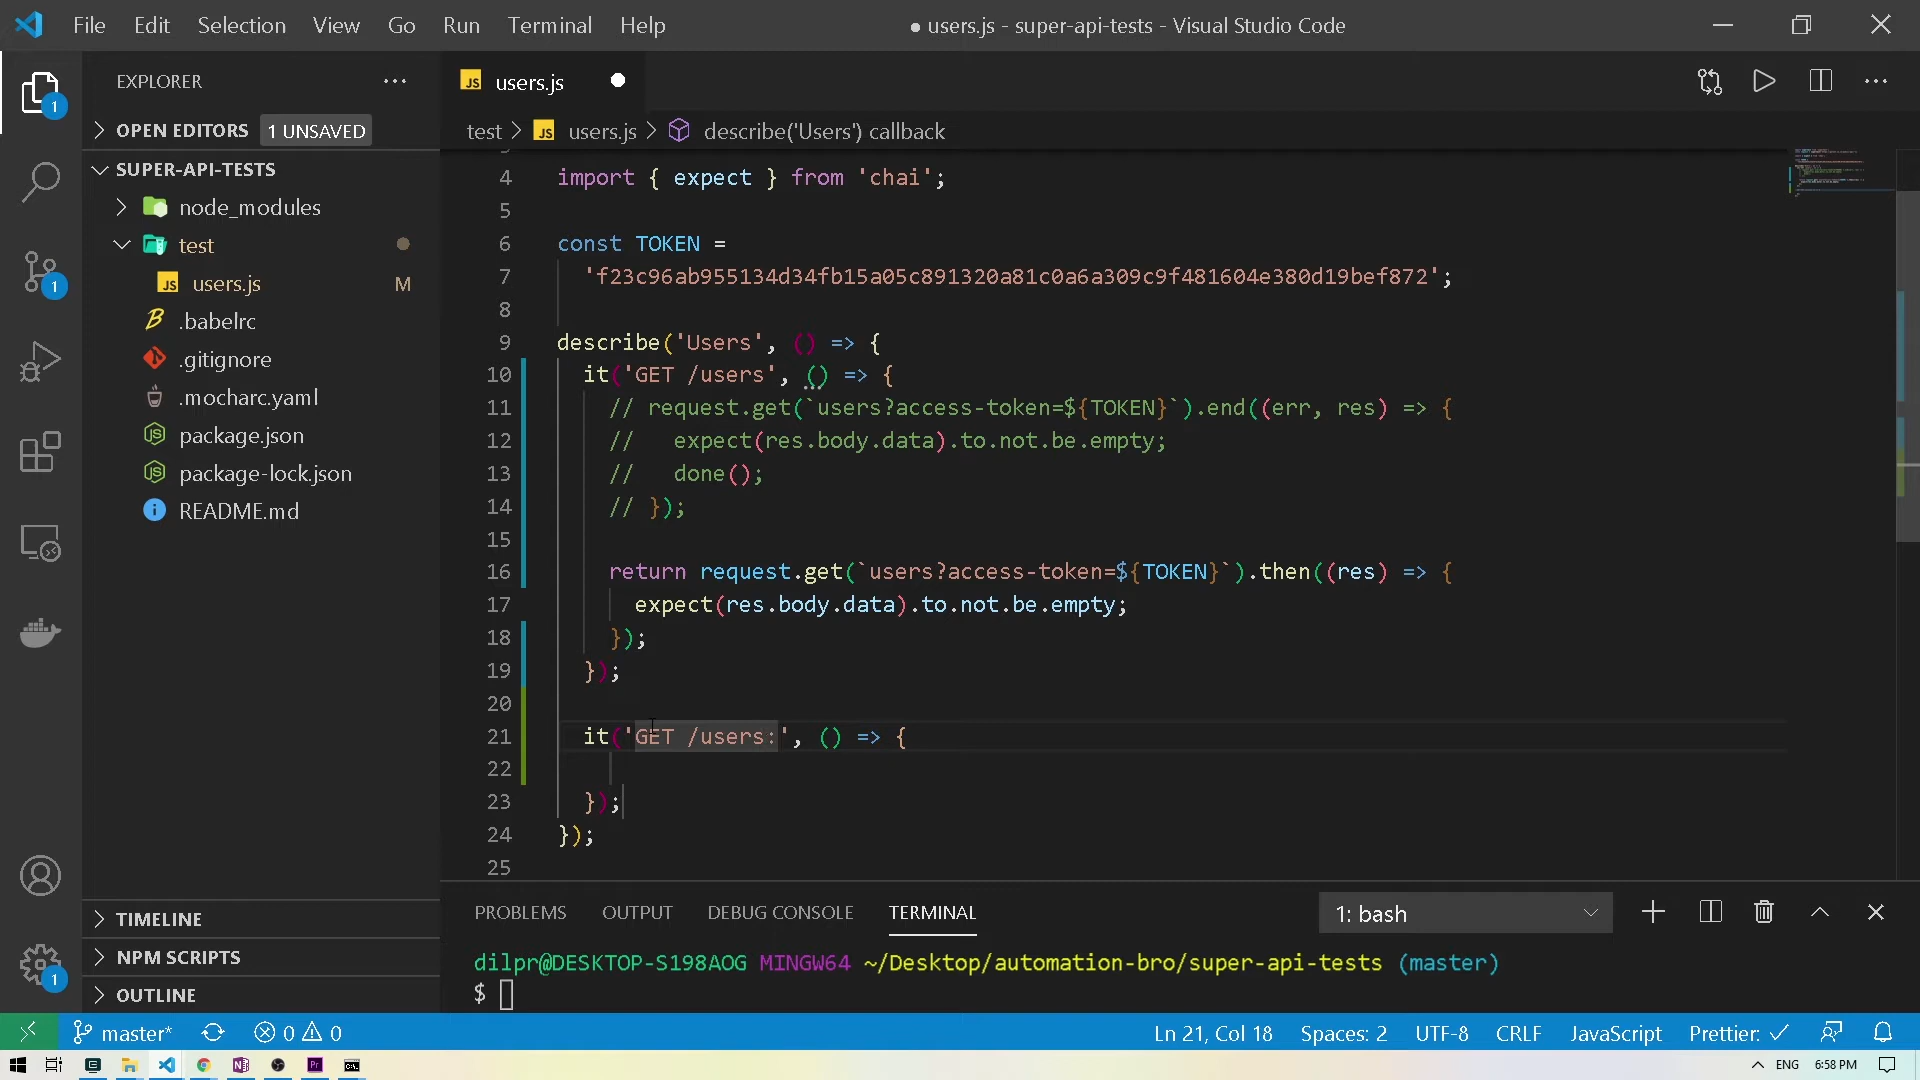 File Edit Selection View Go Run Terminal Help
● users.js - super-api-tests - Visual Studio Code
EXPLORER
OPEN EDITORS 1 UNSAVED
SUPER-API-TESTS
node_modules
test
users.js M
.babelrc
.gitignore
.mocharc.yaml
package.json
package-lock.json
README.md
TIMELINE
NPM SCRIPTS
OUTLINE
1
1
1
JS users.js
test > JS users.js > describe('Users') callback
4 import { expect } from 'chai';
5
6 const TOKEN =
7 'f23c96ab955134d34fb15a05c891320a81c0a6a309c9f481604e380d19bef872';
8
9 describe('Users', () => {
10 it('GET /users', () => {
11 // request.get(`users?access-token=${TOKEN}`).end((err, res) => {
12 //   expect(res.body.data).to.not.be.empty;
13 //   done();
14 // });
15
16 return request.get(`users?access-token=${TOKEN}`).then((res) => {
17 expect(res.body.data).to.not.be.empty;
18 });
19 });
20
21 it('GET /users:', () => {
22
23 });
24 });
25
PROBLEMS OUTPUT DEBUG CONSOLE TERMINAL
1: bash
dilpr@DESKTOP-S198AOG MINGW64 ~/Desktop/automation-bro/super-api-tests (master)
$
master* 0 0
Ln 21, Col 18 Spaces: 2 UTF-8 CRLF JavaScript Prettier: ✓
ENG 6:58 PM